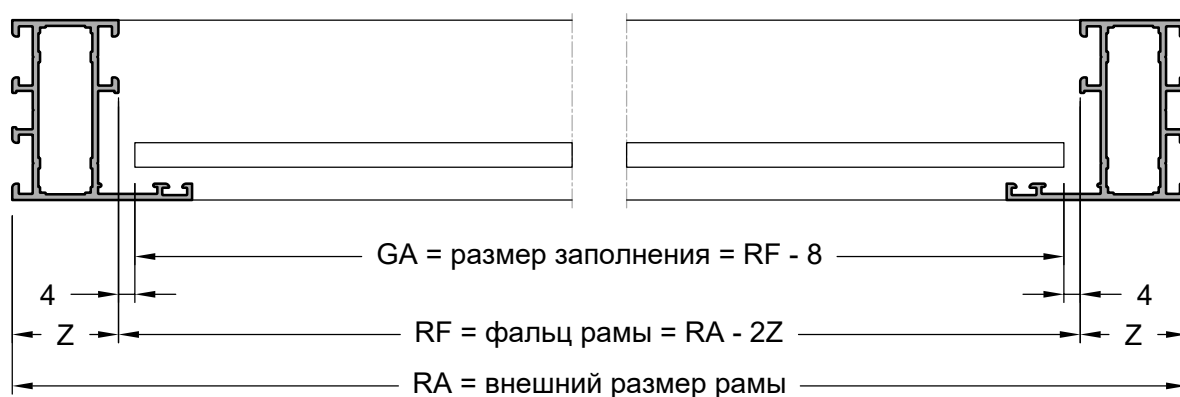 GA = размер заполнения = RF - 8
4 4
Z RF = фальц рамы = RA - 2Z Z
RA = внешний размер рамы